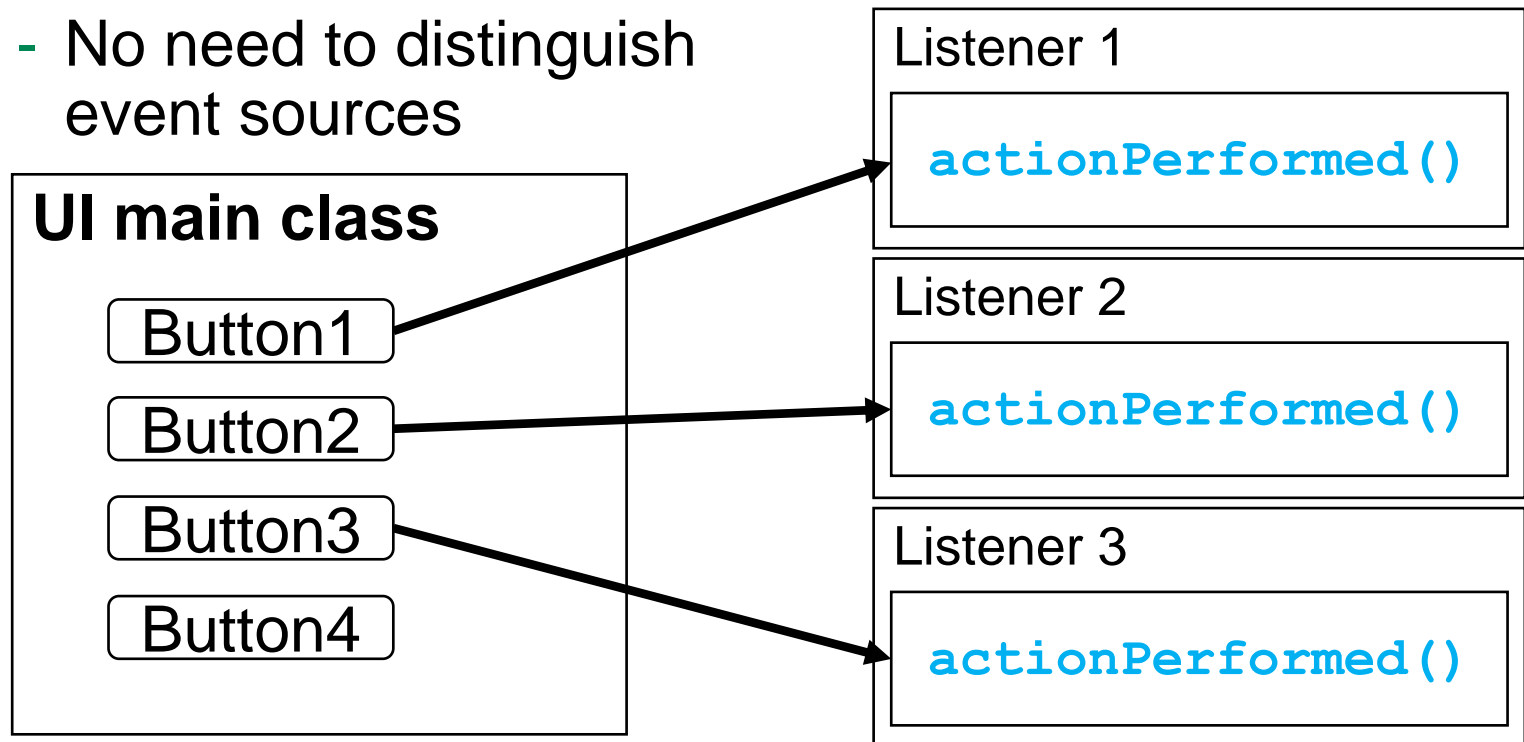 - No need to distinguish
event sources
UI main class
Button1
Button2
Button3
Button4
Listener 1
actionPerformed()
Listener 2
actionPerformed()
Listener 3
actionPerformed()